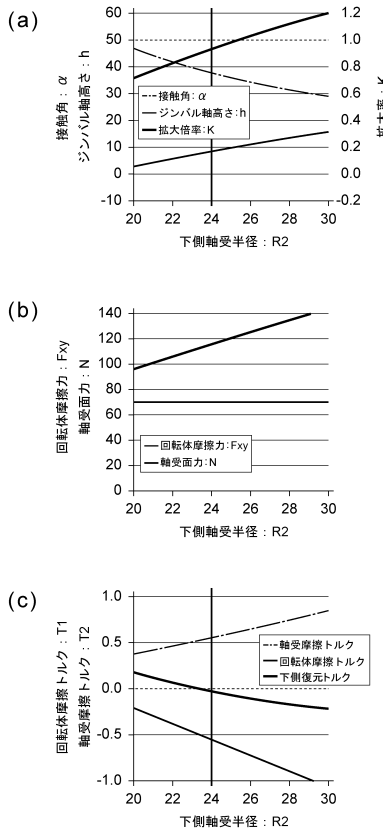 (a)
接触角：α
ジンバル軸高さ：h
60
50
40
30
20
10
0
-10
1.2
1.0
0.8
0.6
0.4
0.2
0.0
-0.2
拡大率：K
接触角：α
ジンバル軸高さ：h
拡大倍率：K
20 22 24 26 28 30
下側軸受半径：R2
(b)
回転体摩擦力：Fxy
軸受面力：N
140
120
100
80
60
40
20
0
回転体摩擦力：Fxy
軸受面力：N
20 22 24 26 28 30
下側軸受半径：R2
(c)
回転体摩擦トルク：T1
軸受摩擦トルク：T2
1.0
0.5
0.0
-0.5
-1.0
軸受摩擦トルク
回転体摩擦トルク
下側復元トルク
20 22 24 26 28 30
下側軸受半径：R2